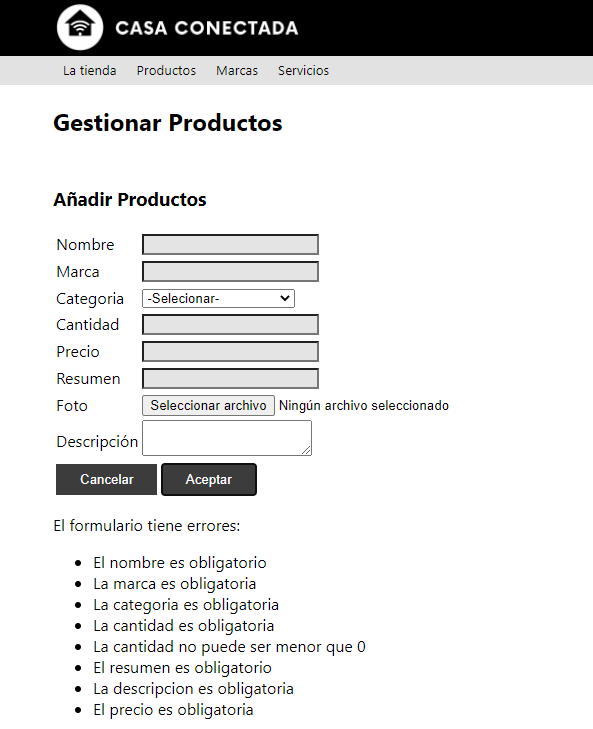 CASA CONECTADA
La tienda Productos Marcas Servicios
Gestionar Productos
Añadir Productos
Nombre
Marca
Categoria -Selecionar-
Cantidad
Precio
Resumen
Foto Seleccionar archivo Ningún archivo seleccionado
Descripción
Cancelar Aceptar
El formulario tiene errores:
El nombre es obligatorio
La marca es obligatoria
La categoria es obligatoria
La cantidad es obligatoria
La cantidad no puede ser menor que 0
El resumen es obligatorio
La descripcion es obligatoria
El precio es obligatoria